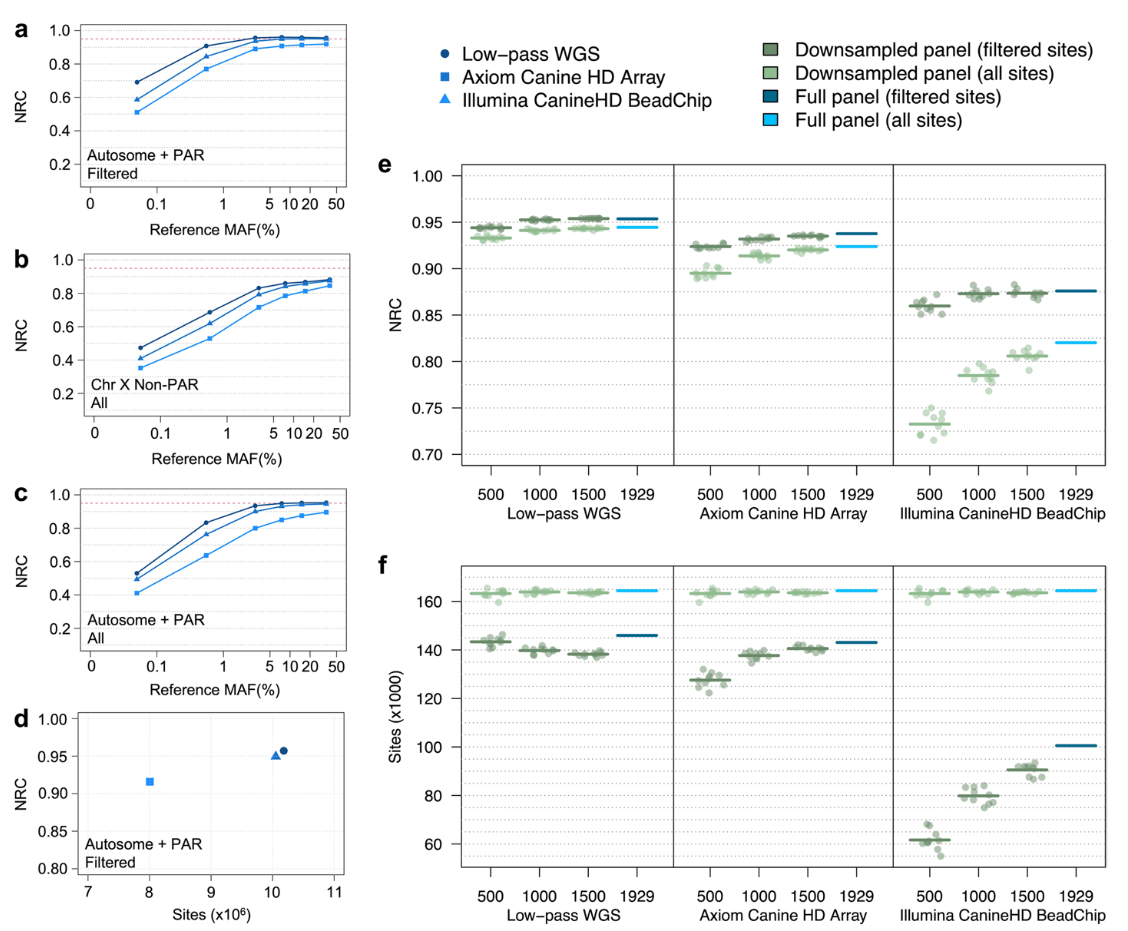 a
1.0
0.8
0.6
0.4
0.2
NRC
Autosome + PAR
Filtered
0 0.1 1 5 10 20 50
Reference MAF(%)
b
1.0
0.8
0.6
0.4
0.2
NRC
Chr X Non-PAR
All
0 0.1 1 5 10 20 50
Reference MAF(%)
c
1.0
0.8
0.6
0.4
0.2
NRC
Autosome + PAR
All
0 0.1 1 5 10 20 50
Reference MAF(%)
d
1.00
0.95
0.90
0.85
0.80
NRC
Autosome + PAR
Filtered
7 8 9 10 11
Sites (x10⁶)
Low-pass WGS
Axiom Canine HD Array
Illumina CanineHD BeadChip
Downsampled panel (filtered sites)
Downsampled panel (all sites)
Full panel (filtered sites)
Full panel (all sites)
e
1.00
0.95
0.90
0.85
0.80
0.75
0.70
NRC
500 1000 1500 1929 500 1000 1500 1929 500 1000 1500 1929
Low-pass WGS Axiom Canine HD Array Illumina CanineHD BeadChip
f
160
140
120
100
80
60
Sites (x1000)
500 1000 1500 1929 500 1000 1500 1929 500 1000 1500 1929
Low-pass WGS Axiom Canine HD Array Illumina CanineHD BeadChip